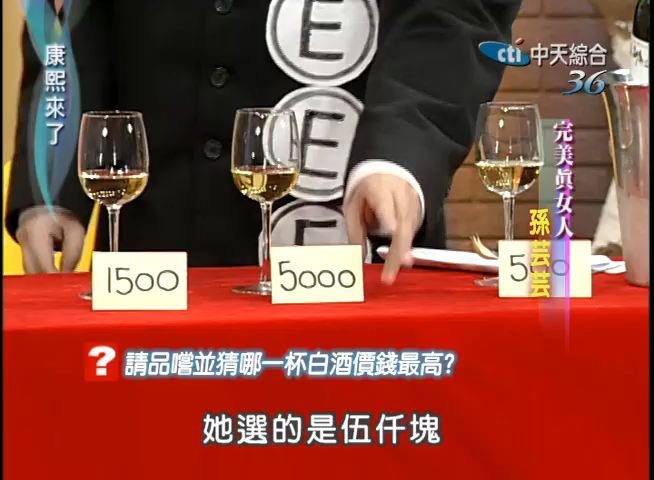 康熙來了
E
E
E
cti 中天綜合
36
完美真女人
孫芸芸
1500
5000
? 請品嚐並猜哪一杯白酒價錢最高?
她選的是伍仟塊